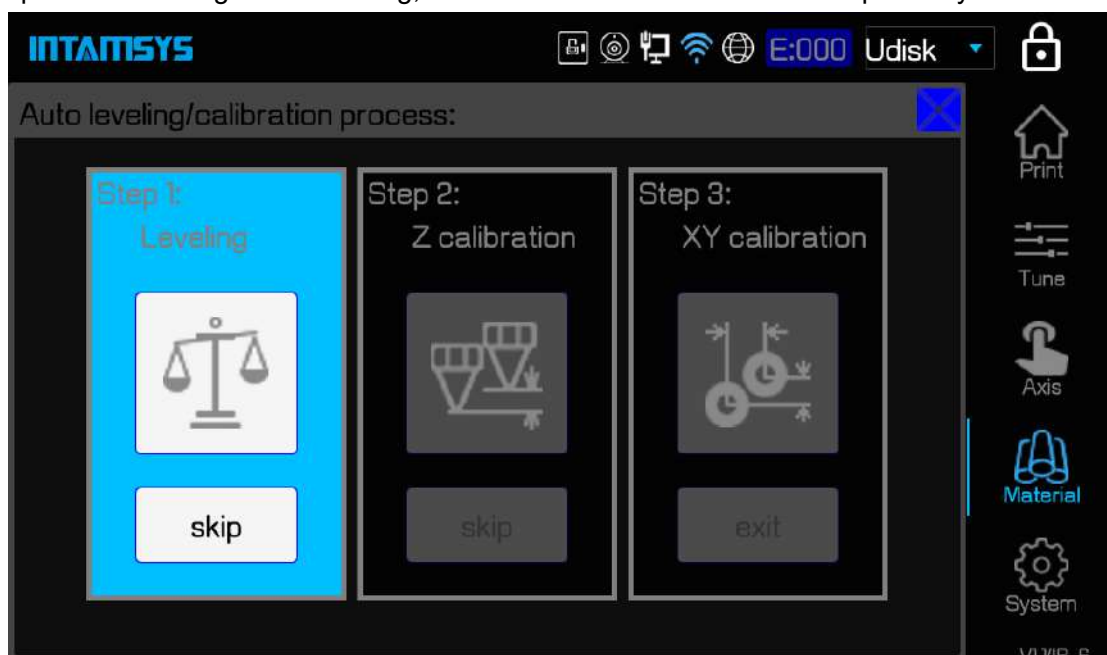 INTAMSYS
E:000
Udisk
Auto leveling/calibration process:
Print
Step 1:
Leveling
skip
Step 2:
Z calibration
skip
Step 3:
XY calibration
exit
Tune
Axis
Material
System